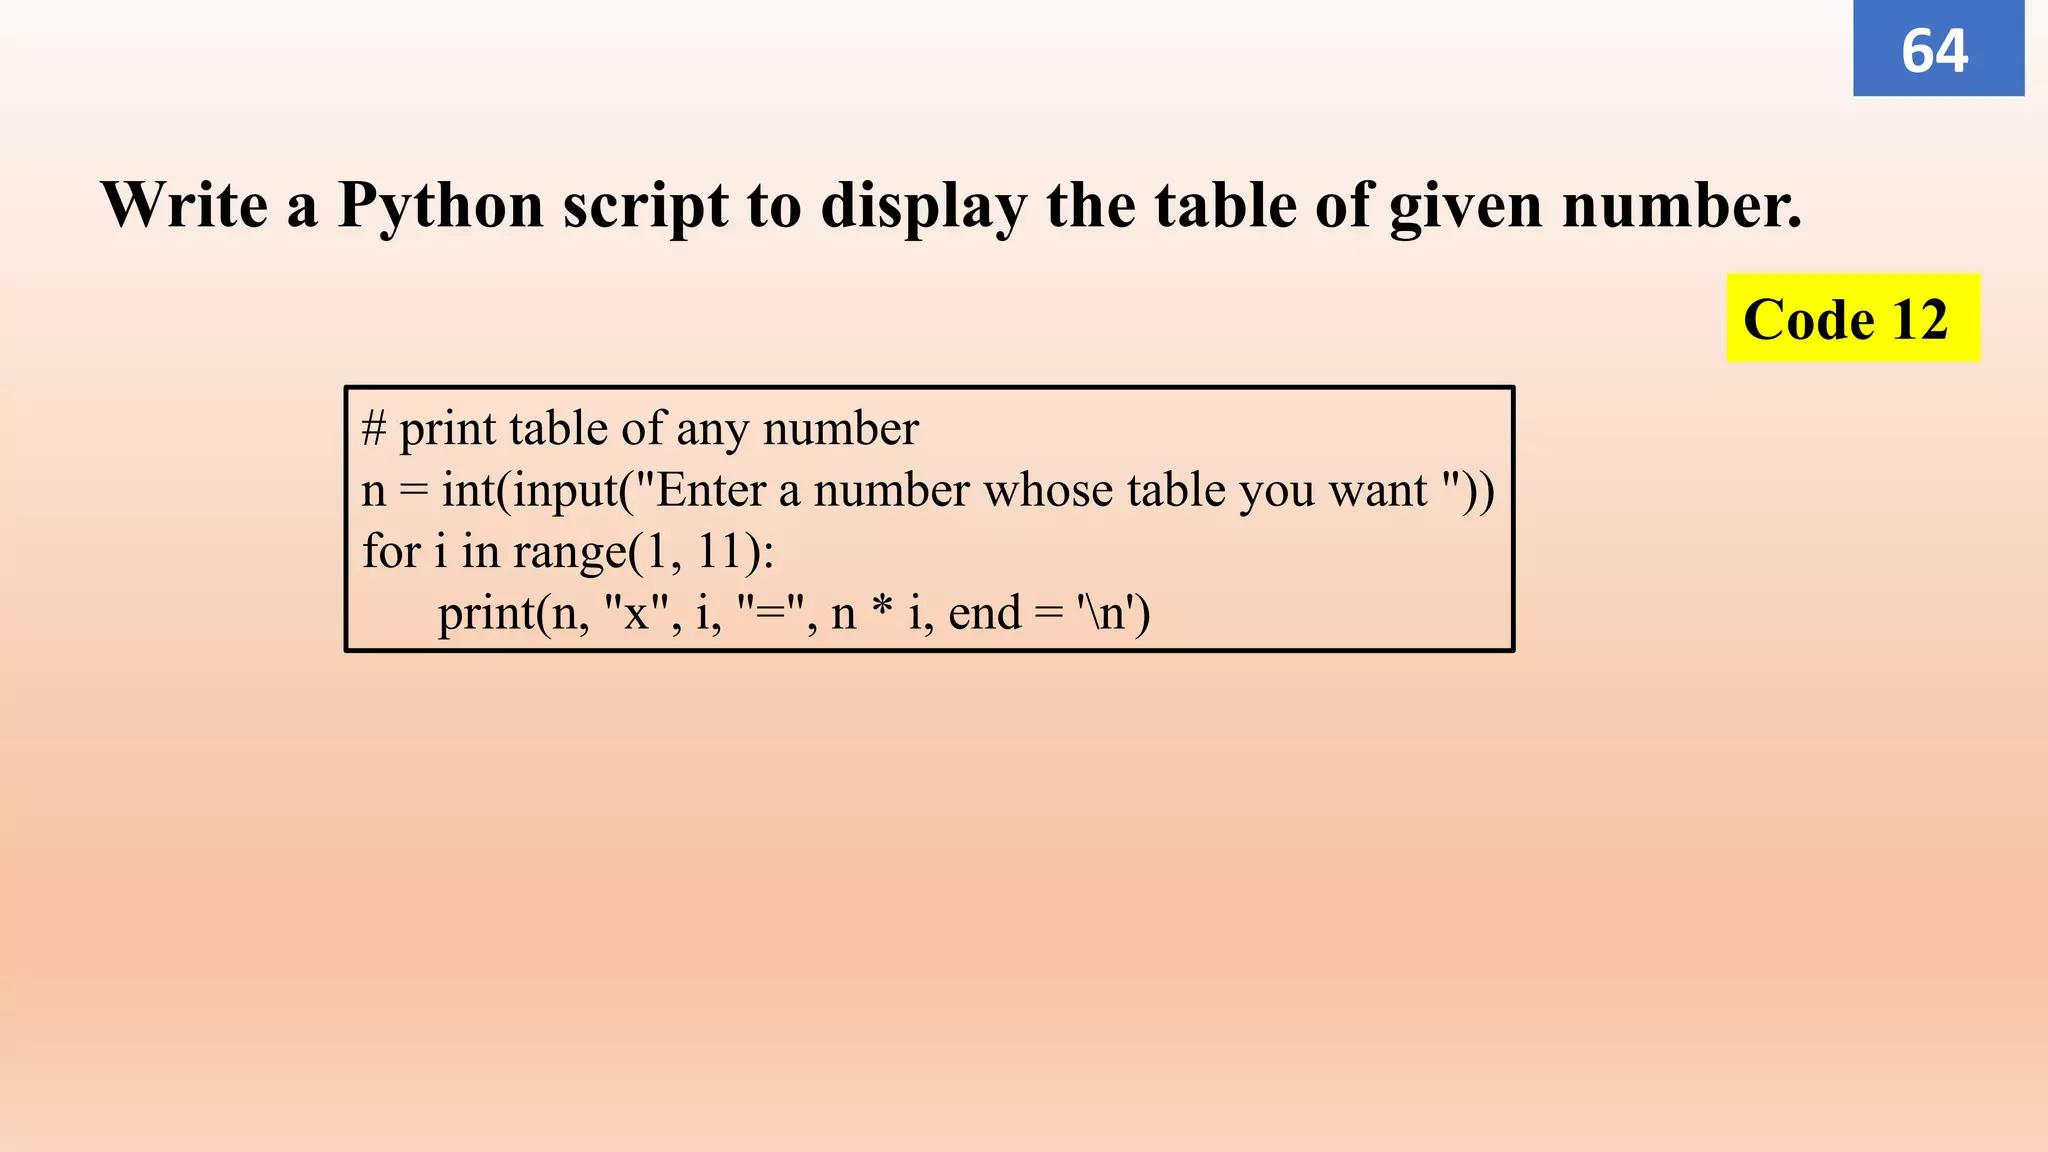 64
Write a Python script to display the table of given number.
Code 12
# print table of any number
n = int(input("Enter a number whose table you want "))
for i in range(1, 11):
print(n, "x", i, "=", n * i, end = '\n')